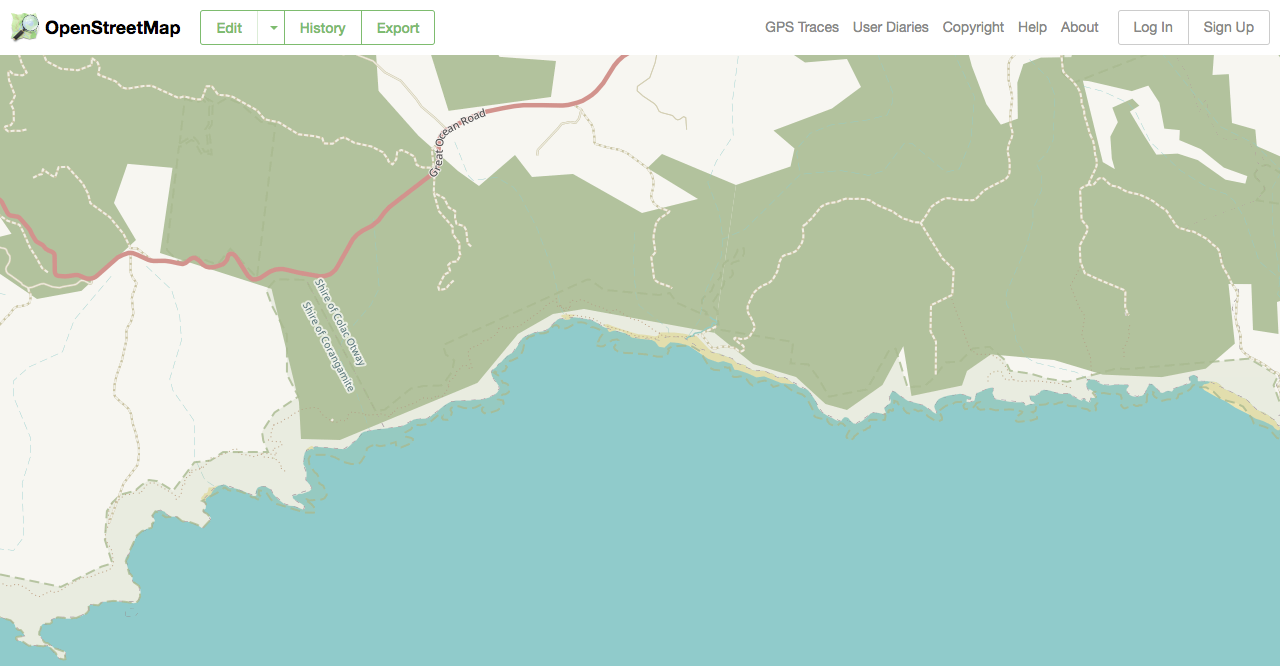 OpenStreetMap
Edit
History
Export
GPS Traces
User Diaries
Copyright
Help
About
Log In
Sign Up
Great Ocean Road
Shire of Colac Otway
Shire of Corangamite